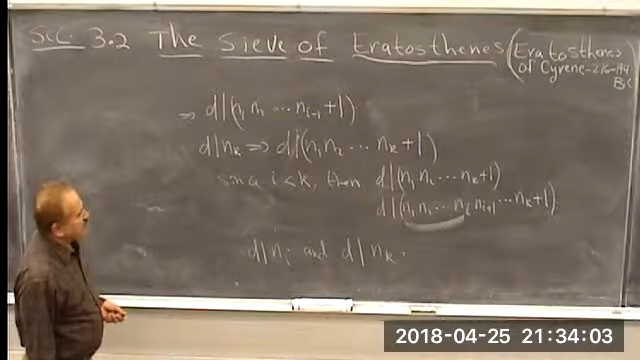 Sec. 3.2 The Sieve of Eratosthenes (Eratosthenes
of Cyrene -276-194
BC
⇒ d|(n₁ n₂ ... nᵢ₋₁ + 1)
d|nₖ ⇒ d|(n₁ n₂ ... nₖ + 1)
i < k, then d|(n₁ n₂ ... nₖ + 1)
d|(n₁ n₂ ... nᵢ nᵢ₊₁ ... nₖ + 1)
d|nᵢ and d|nₖ.
2018-04-25 21:34:03